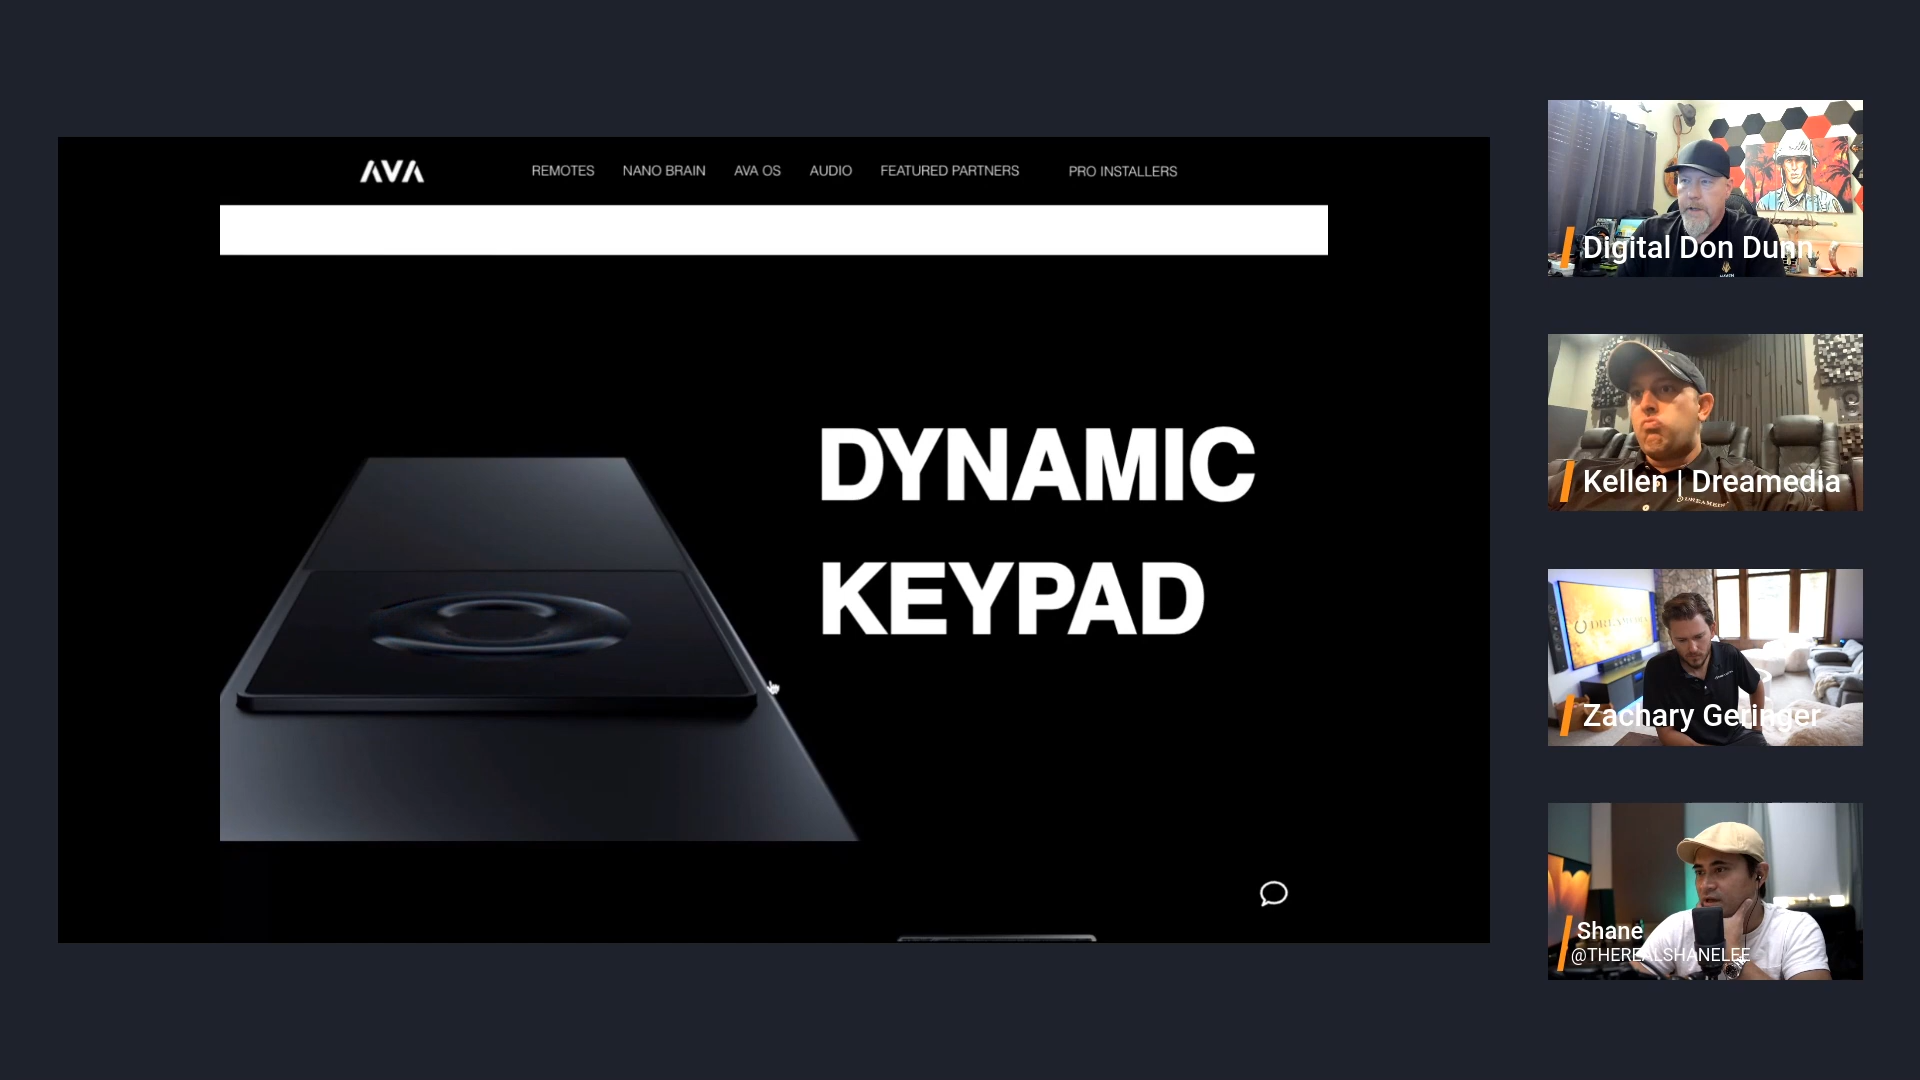 AVA
REMOTES NANO BRAIN AVA OS AUDIO FEATURED PARTNERS PRO INSTALLERS
DYNAMIC
KEYPAD
Digital Don Dunn
Kellen | Dreamedia
Zachary Geringer
Shane
@THEREALSHANELEE